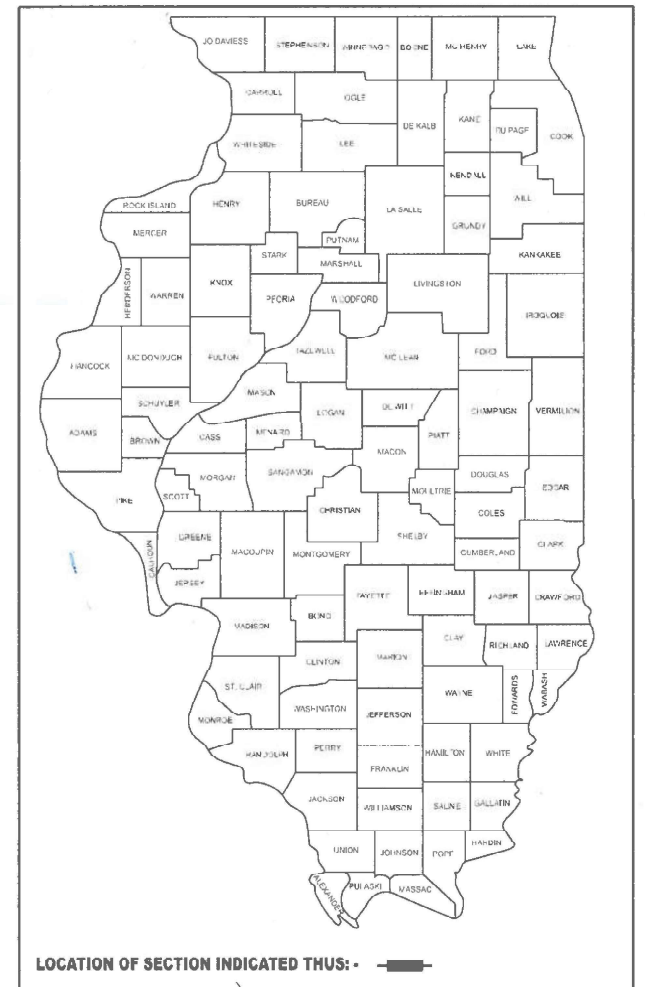 JO DAVIESS STEPHENSON WINNEBAGO BOONE MC HENRY LAKE
CARROLL OGLE DE KALB KANE DU PAGE COOK
WHITESIDE LEE KENDALL WILL
ROCK ISLAND HENRY BUREAU LA SALLE GRUNDY
MERCER STARK PUTNAM MARSHALL KANKAKEE
HENDERSON WARREN KNOX PEORIA WOODFORD LIVINGSTON IROQUOIS
HANCOCK MC DONOUGH FULTON TAZEWELL MC LEAN FORD
SCHUYLER MASON LOGAN DE WITT CHAMPAIGN VERMILION
ADAMS BROWN CASS MENARD MACON PIATT
PIKE SCOTT MORGAN SANGAMON CHRISTIAN MOULTRIE DOUGLAS EDGAR
COLES
CALHOUN GREENE MACOUPIN MONTGOMERY SHELBY CUMBERLAND CLARK
JERSEY FAYETTE EFFINGHAM JASPER CRAWFORD
MADISON BOND CLAY RICHLAND LAWRENCE
CLINTON MARION
ST. CLAIR WAYNE EDWARDS WABASH
MONROE WASHINGTON JEFFERSON
RANDOLPH PERRY FRANKLIN HAMILTON WHITE
JACKSON WILLIAMSON SALINE GALLATIN
UNION JOHNSON POPE HARDIN
ALEXANDER PULASKI MASSAC
LOCATION OF SECTION INDICATED THUS: -